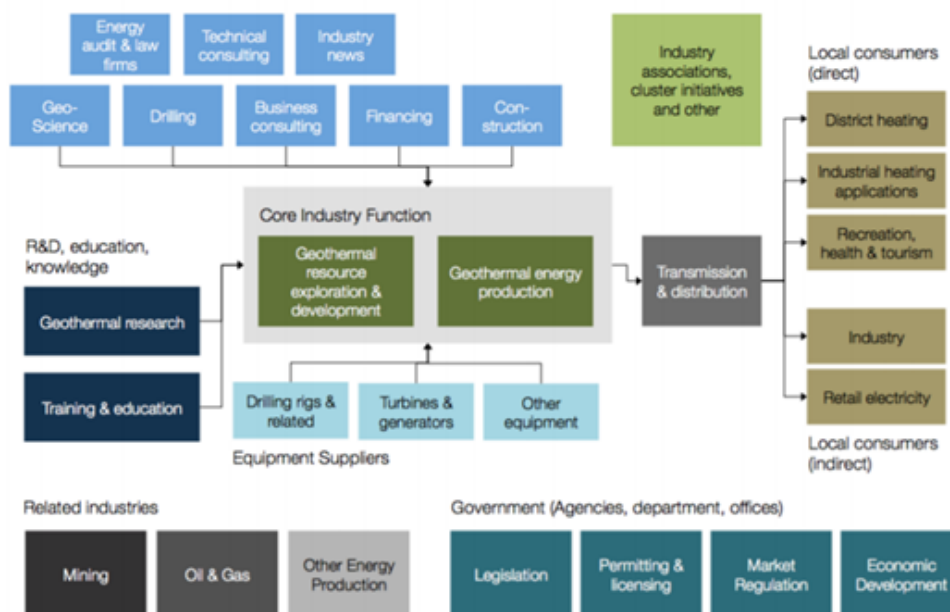 Energy
audit & law
firms
Technical
consulting
Industry
news
Geo-
Science
Drilling
Business
consulting
Financing
Con-
struction
Industry
associations,
cluster initiatives
and other
Local consumers
(direct)
District heating
Industrial heating
applications
Recreation,
health & tourism
Core Industry Function
Geothermal
resource
exploration &
development
Geothermal energy
production
Transmission
& distribution
R&D, education,
knowledge
Geothermal research
Training & education
Industry
Retail electricity
Local consumers
(indirect)
Drilling rigs &
related
Turbines &
generators
Other
equipment
Equipment Suppliers
Related industries
Mining
Oil & Gas
Other Energy
Production
Government (Agencies, department, offices)
Legislation
Permitting &
licensing
Market
Regulation
Economic
Development